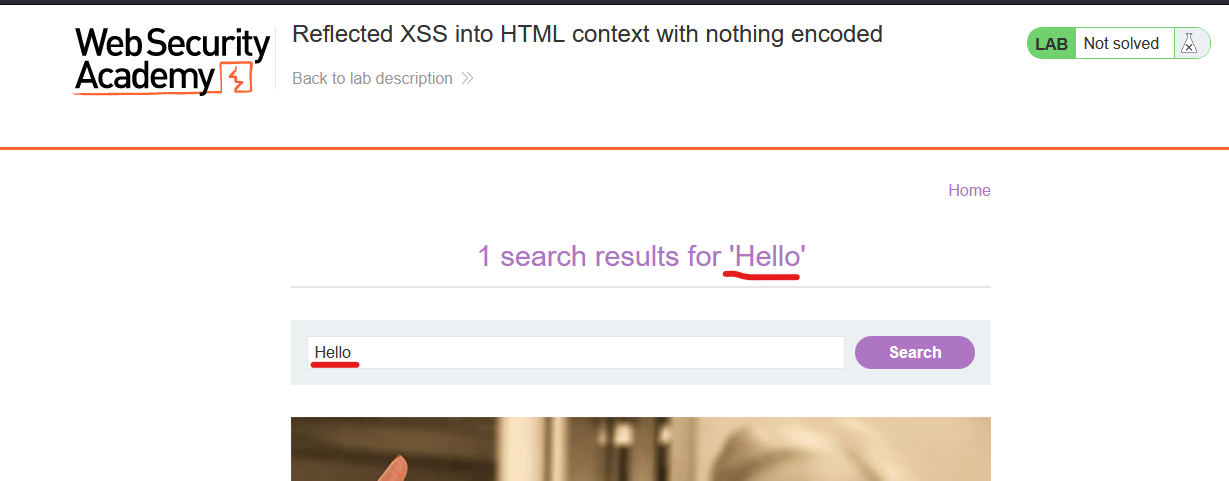 Web Security
Academy
Reflected XSS into HTML context with nothing encoded
Back to lab description
LAB
Not solved
Home
1 search results for 'Hello'
Hello
Search